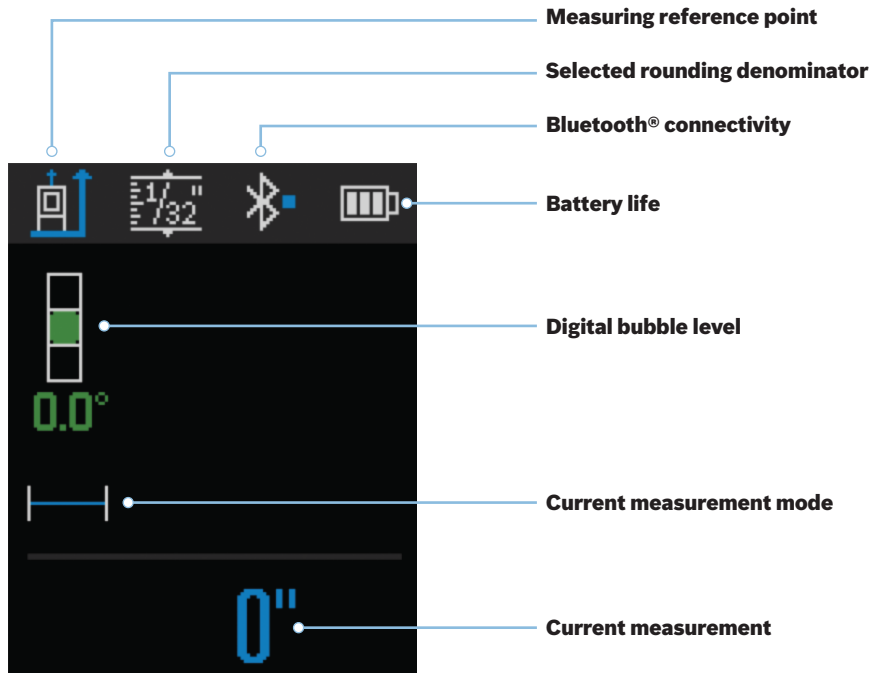 Measuring reference point
Selected rounding denominator
Bluetooth® connectivity
1/32"
Battery life
Digital bubble level
0.0°
Current measurement mode
0"
Current measurement